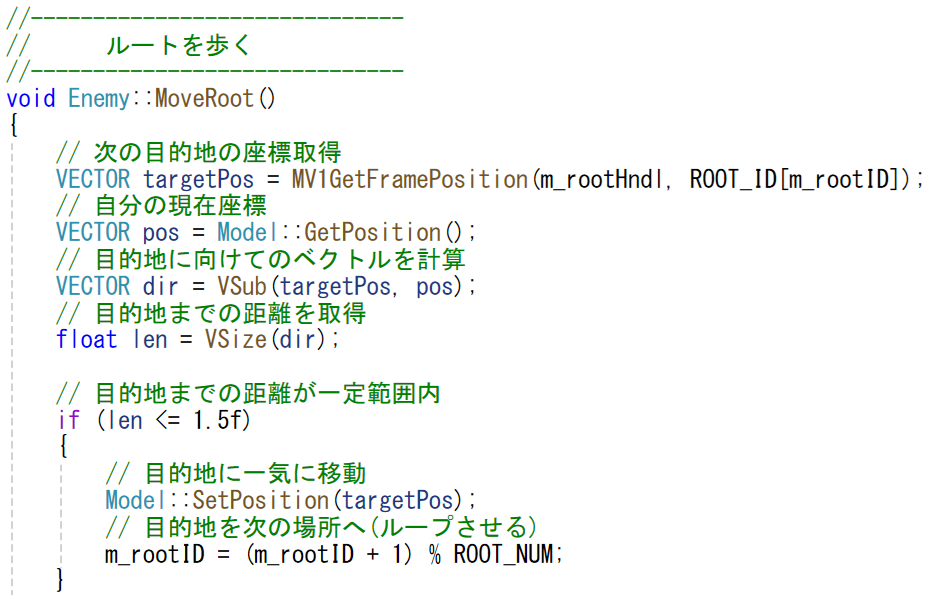 //------------------------------
//      ルートを歩く
//------------------------------
void Enemy::MoveRoot()
{
    // 次の目的地の座標取得
    VECTOR targetPos = MV1GetFramePosition(m_rootHndl, ROOT_ID[m_rootID]);
    // 自分の現在座標
    VECTOR pos = Model::GetPosition();
    // 目的地に向けてのベクトルを計算
    VECTOR dir = VSub(targetPos, pos);
    // 目的地までの距離を取得
    float len = VSize(dir);

    // 目的地までの距離が一定範囲内
    if (len <= 1.5f)
    {
        // 目的地に一気に移動
        Model::SetPosition(targetPos);
        // 目的地を次の場所へ(ループさせる)
        m_rootID = (m_rootID + 1) % ROOT_NUM;
    }